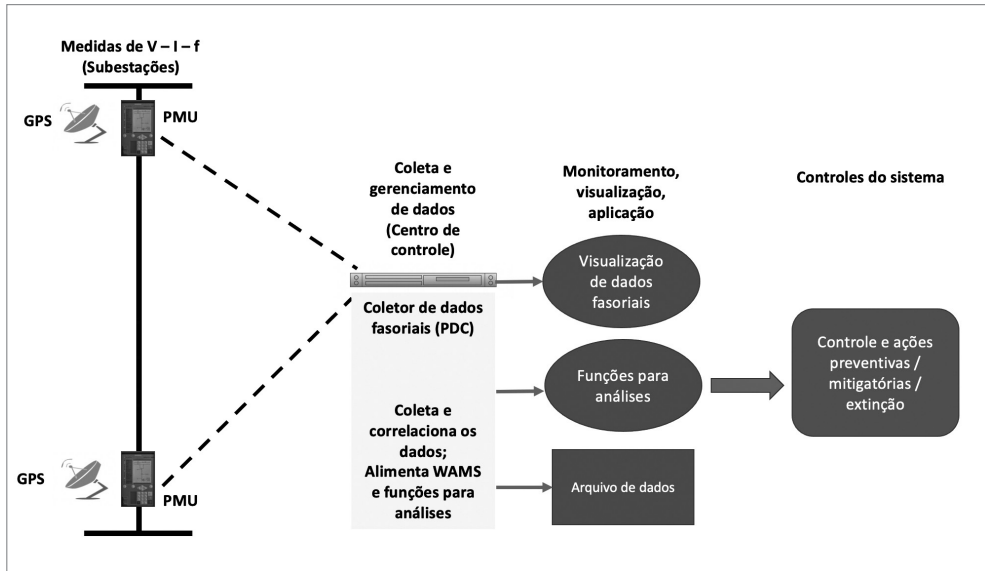 Medidas de V – I – f
(Subestações)
GPS
PMU
Coleta e
gerenciamento
de dados
(Centro de
controle)
Monitoramento,
visualização,
aplicação
Controles do sistema
Visualização
de dados
fasoriais
Coletor de dados
fasoriais (PDC)
Controle e ações
preventivas /
mitigatórias /
extinção
Funções para
análises
Coleta e
correlaciona os
dados;
Alimenta WAMS
e funções para
análises
Arquivo de dados
GPS
PMU